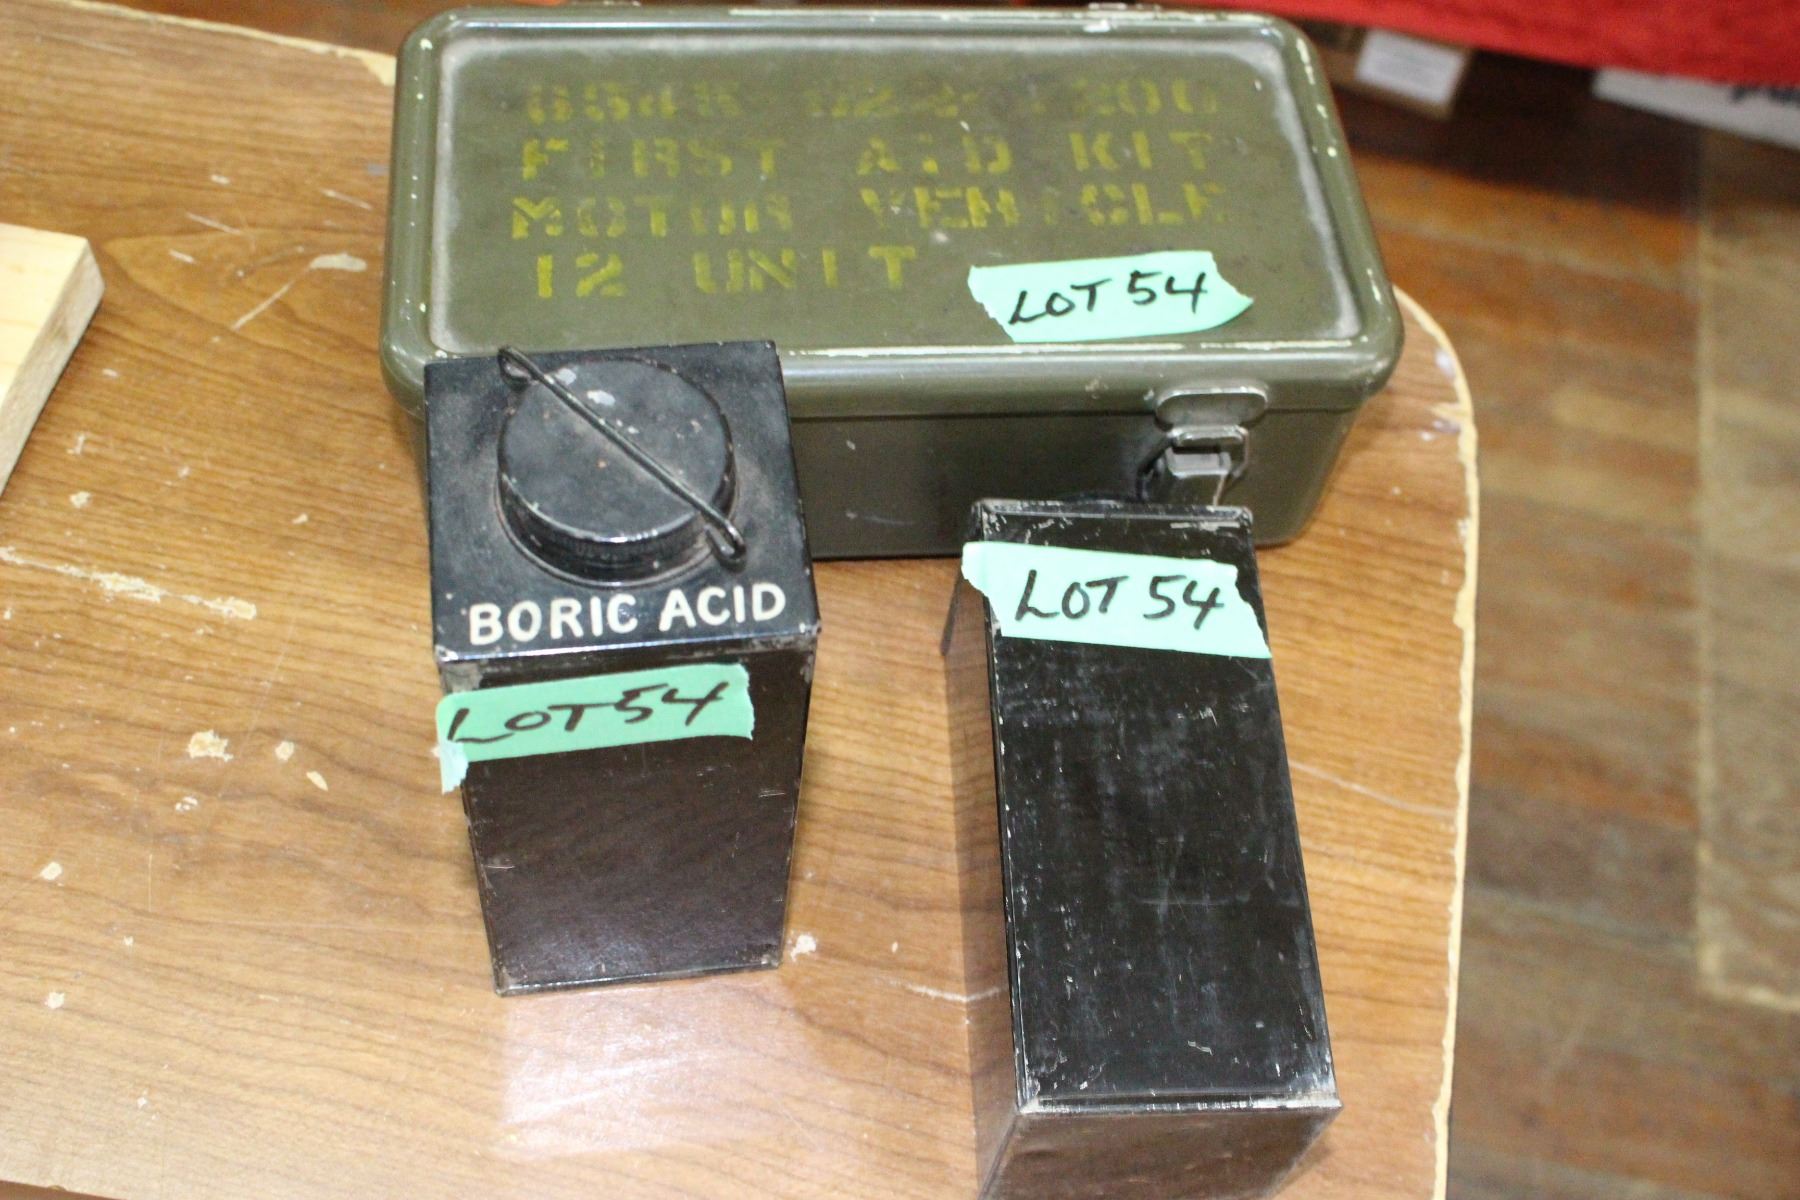 FIRST AID KIT
MOTOR VEHICLE
12 UNIT
LOT 54
BORIC ACID
LOT 54
LOT 54